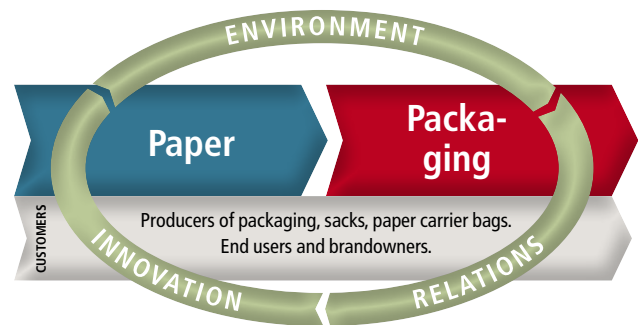 ENVIRONMENT
Paper
Packa-
ging
CUSTOMERS
Producers of packaging, sacks, paper carrier bags.
End users and brandowners.
INNOVATION
RELATIONS